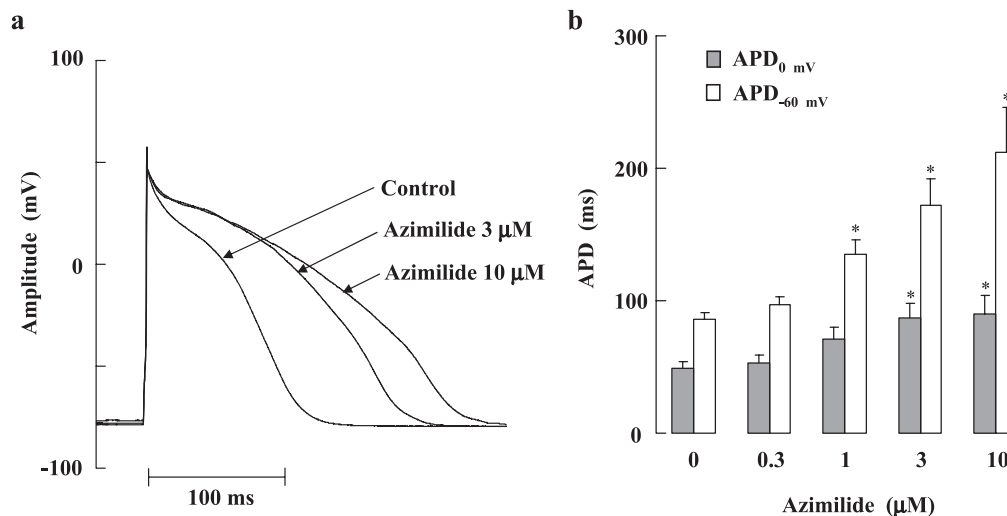 a
100
0
-100
Amplitude (mV)
Control
Azimilide 3 μM
Azimilide 10 μM
100 ms
b
300
200
100
0
APD (ms)
APD0 mV
APD-60 mV
*
*
*
*
*
0 0.3 1 3 10
Azimilide (μM)